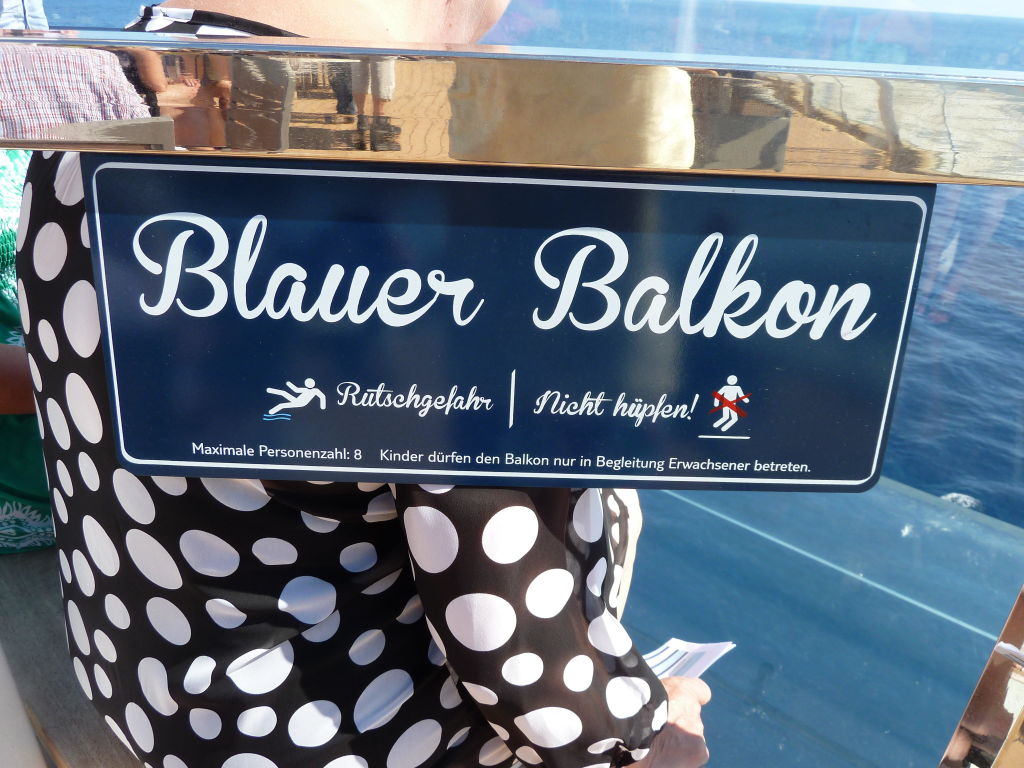 Blauer Balkon
Rutschgefahr | Nicht hüpfen!
Maximale Personenzahl: 8 Kinder dürfen den Balkon nur in Begleitung Erwachsener betreten.